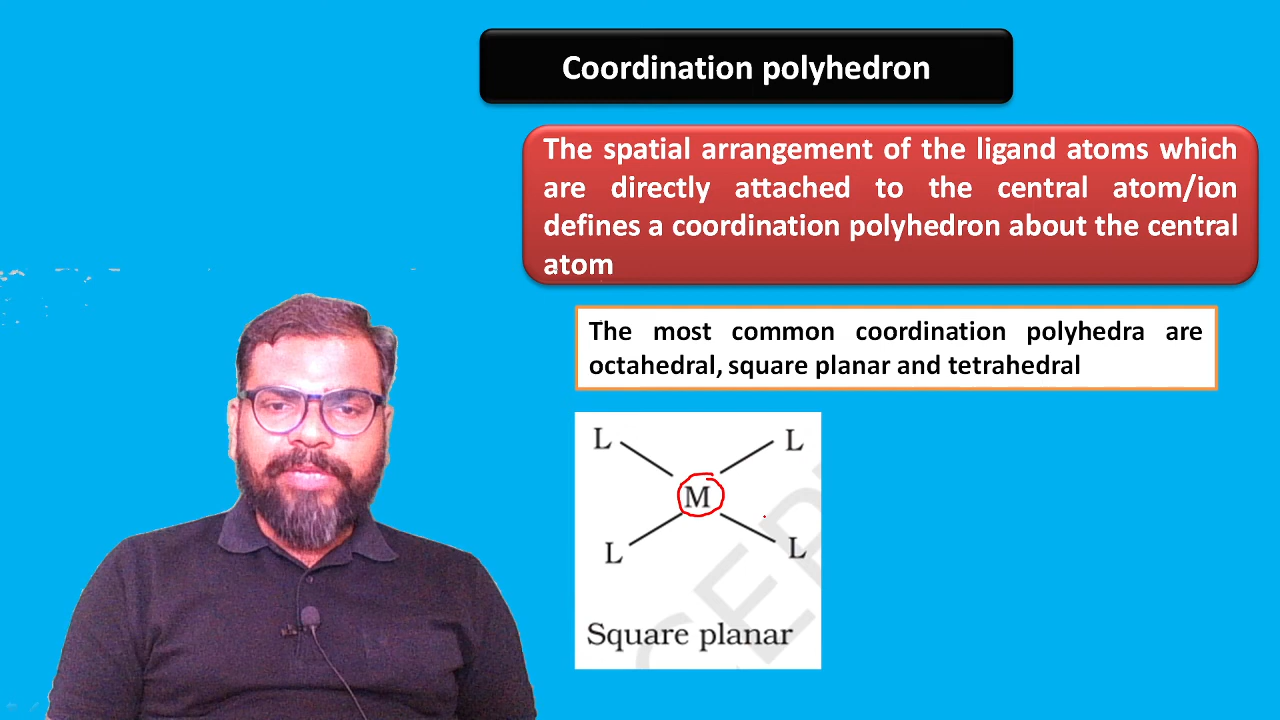 Coordination polyhedron
The spatial arrangement of the ligand atoms which
are directly attached to the central atom/ion
defines a coordination polyhedron about the central
atom
The most common coordination polyhedra are
octahedral, square planar and tetrahedral
L L
M
L L
Square planar